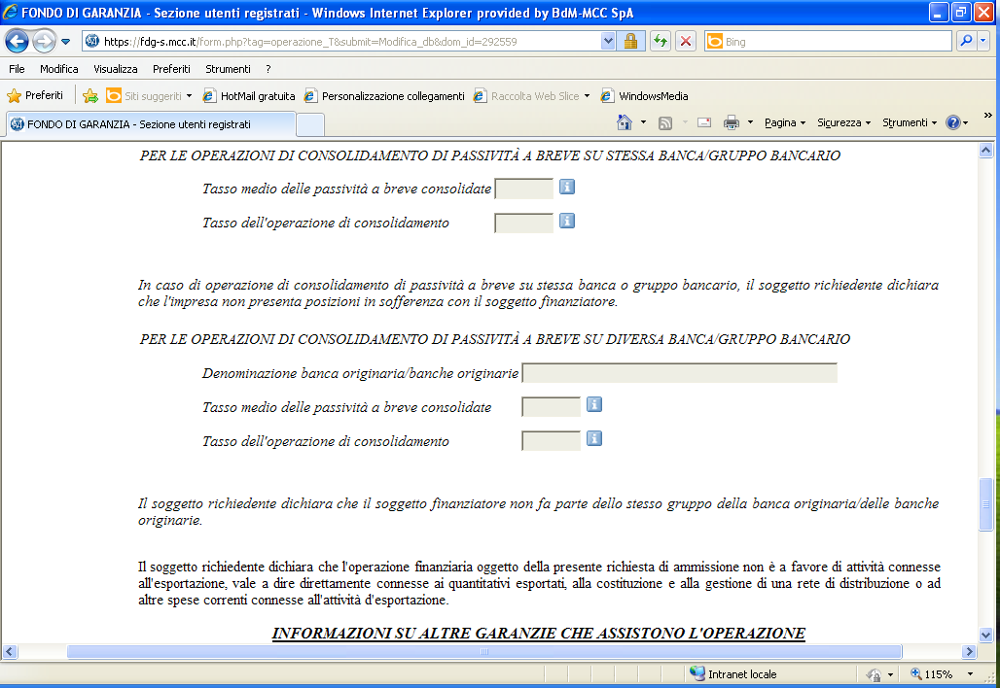 FONDO DI GARANZIA - Sezione utenti registrati - Windows Internet Explorer provided by BdM-MCC SpA
https://fdg-s.mcc.it/form.php?tag=operazione_T&submit=Modifica_db&dom_id=292559
Bing
File Modifica Visualizza Preferiti Strumenti ?
Preferiti Siti suggeriti HotMail gratuita Personalizzazione collegamenti Raccolta Web Slice WindowsMedia
FONDO DI GARANZIA - Sezione utenti registrati Pagina Sicurezza Strumenti
PER LE OPERAZIONI DI CONSOLIDAMENTO DI PASSIVITÀ A BREVE SU STESSA BANCA/GRUPPO BANCARIO
Tasso medio delle passività a breve consolidate
Tasso dell'operazione di consolidamento
In caso di operazione di consolidamento di passività a breve su stessa banca o gruppo bancario, il soggetto richiedente dichiara
che l'impresa non presenta posizioni in sofferenza con il soggetto finanziatore.
PER LE OPERAZIONI DI CONSOLIDAMENTO DI PASSIVITÀ A BREVE SU DIVERSA BANCA/GRUPPO BANCARIO
Denominazione banca originaria/banche originarie
Tasso medio delle passività a breve consolidate
Tasso dell'operazione di consolidamento
Il soggetto richiedente dichiara che il soggetto finanziatore non fa parte dello stesso gruppo della banca originaria/delle banche
originarie.
Il soggetto richiedente dichiara che l'operazione finanziaria oggetto della presente richiesta di ammissione non è a favore di attività connesse
all'esportazione, vale a dire direttamente connesse ai quantitativi esportati, alla costituzione e alla gestione di una rete di distribuzione o ad
altre spese correnti connesse all'attività d'esportazione.
INFORMAZIONI SU ALTRE GARANZIE CHE ASSISTONO L'OPERAZIONE
Intranet locale 115%